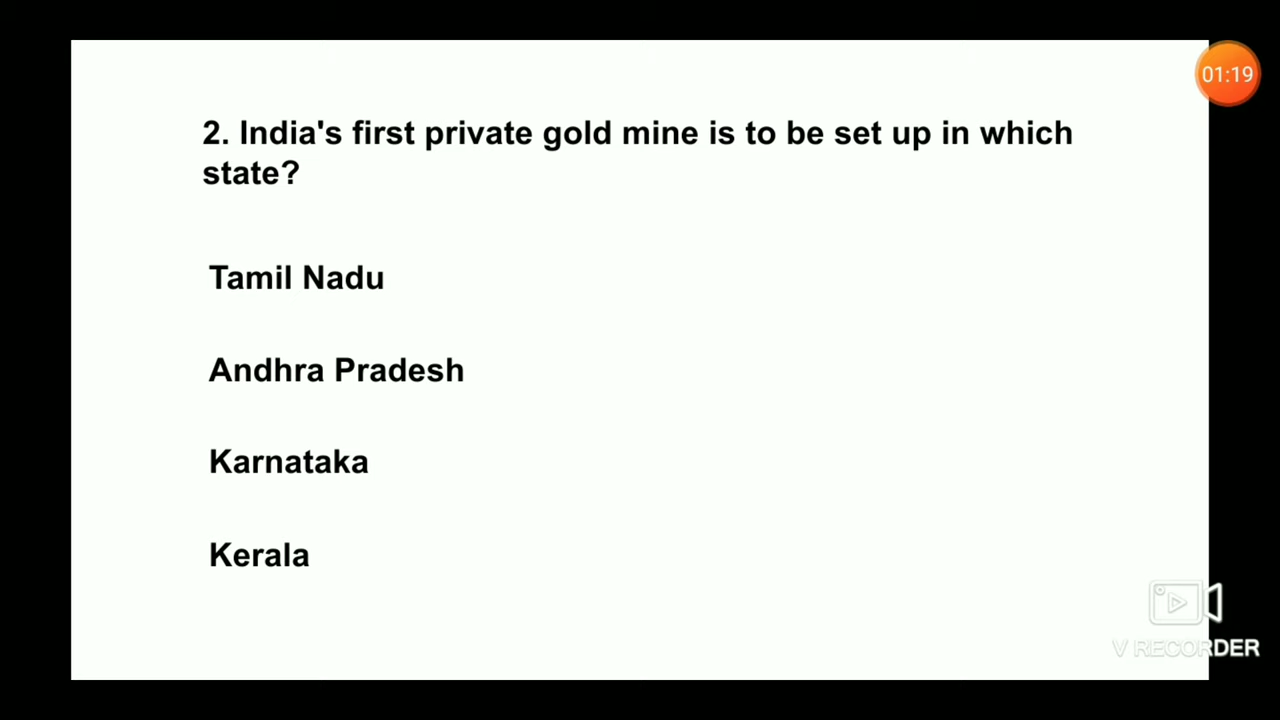 01:19
2. India's first private gold mine is to be set up in which
state?
Tamil Nadu
Andhra Pradesh
Karnataka
Kerala
V RECORDER